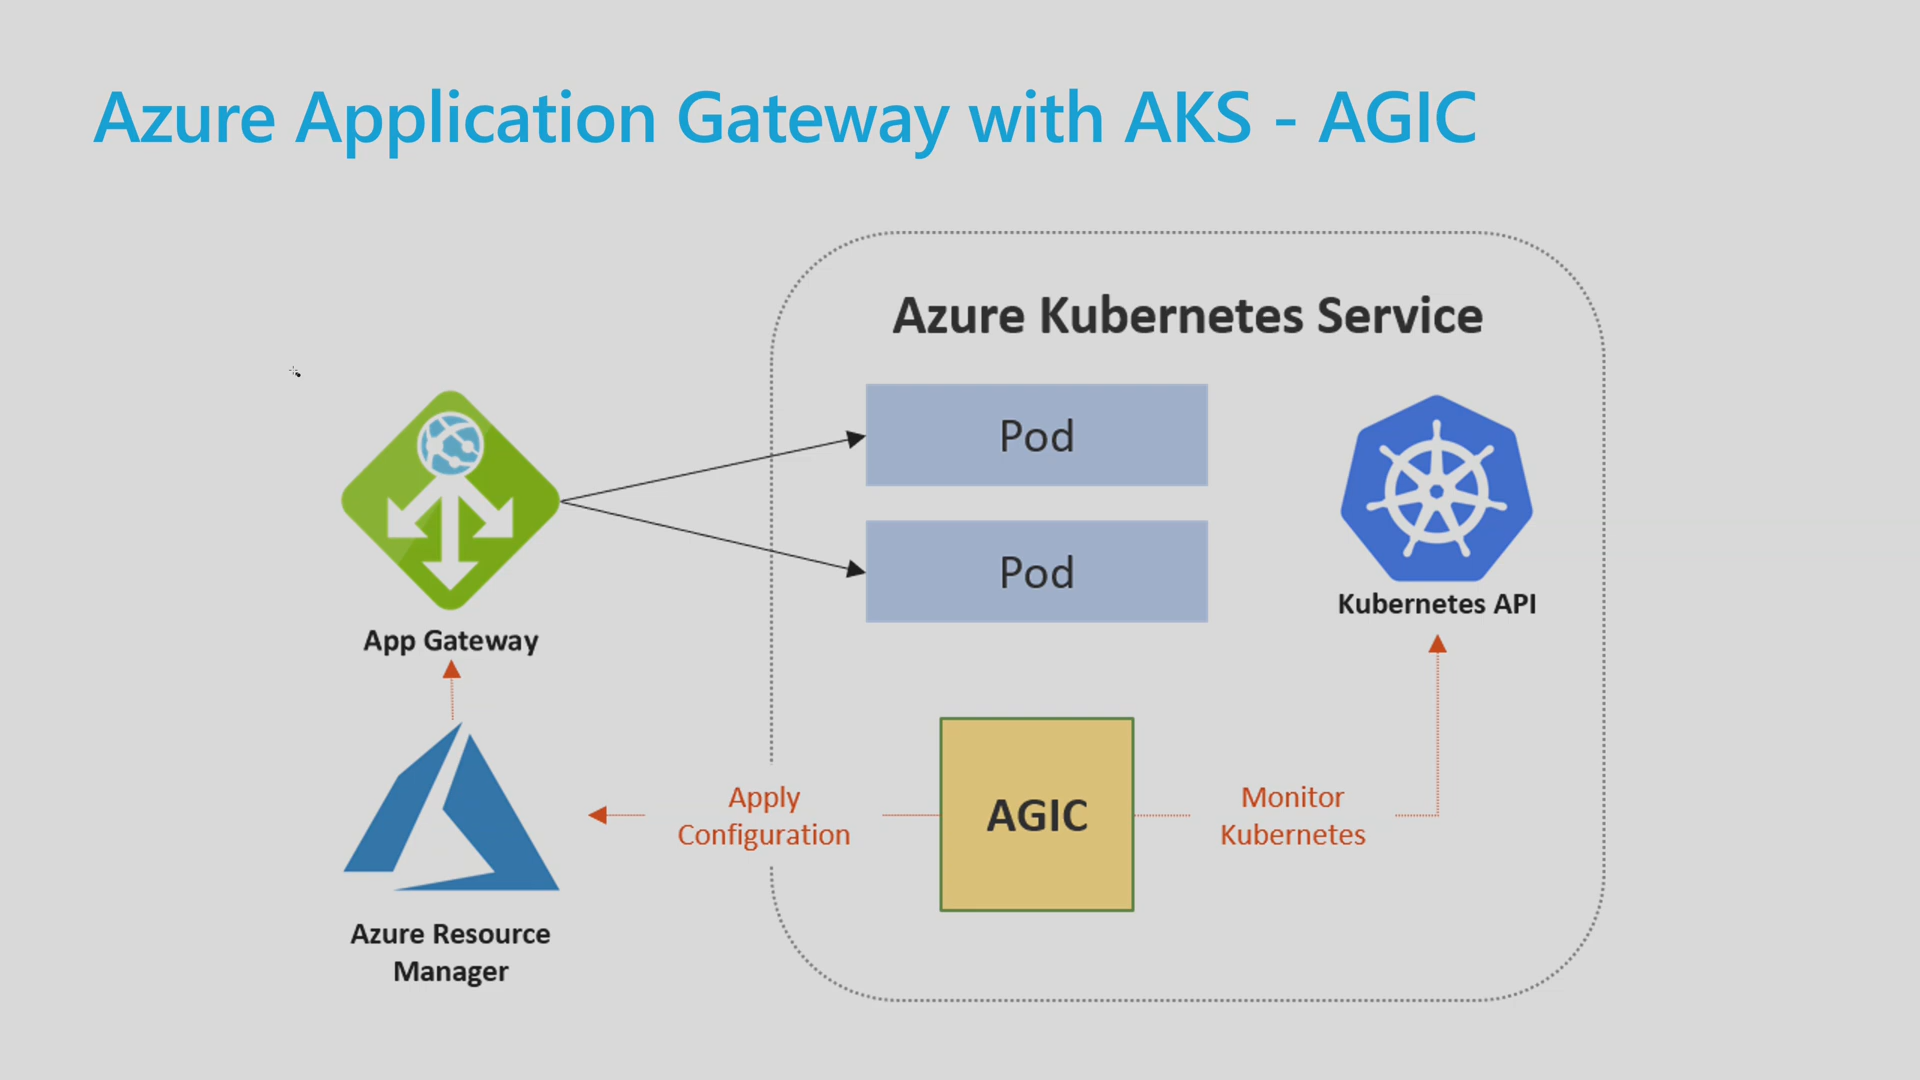 Azure Application Gateway with AKS - AGIC
Azure Kubernetes Service
Pod
Pod
Kubernetes API
App Gateway
Apply
Configuration
AGIC
Monitor
Kubernetes
Azure Resource
Manager